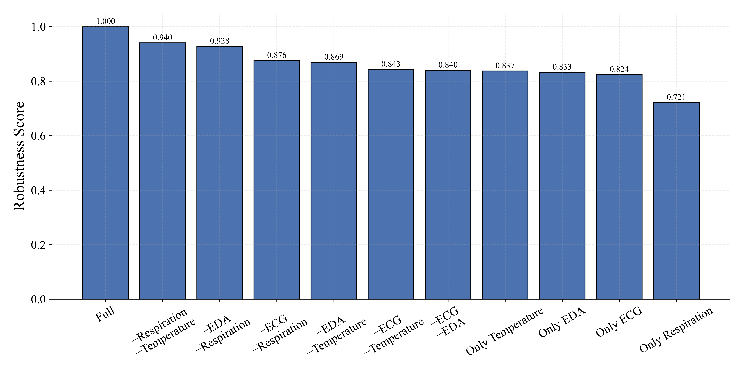 1.0
0.8
0.6
0.4
0.2
0.0
Robustness Score
1.000
0.940
0.928
0.876
0.869
0.843
0.840
0.837
0.833
0.824
0.721
Full
–Respiration
–Temperature
–EDA
–Respiration
–ECG
–Respiration
–EDA
–Temperature
–ECG
–Temperature
–ECG
–EDA
Only Temperature
Only EDA
Only ECG
Only Respiration